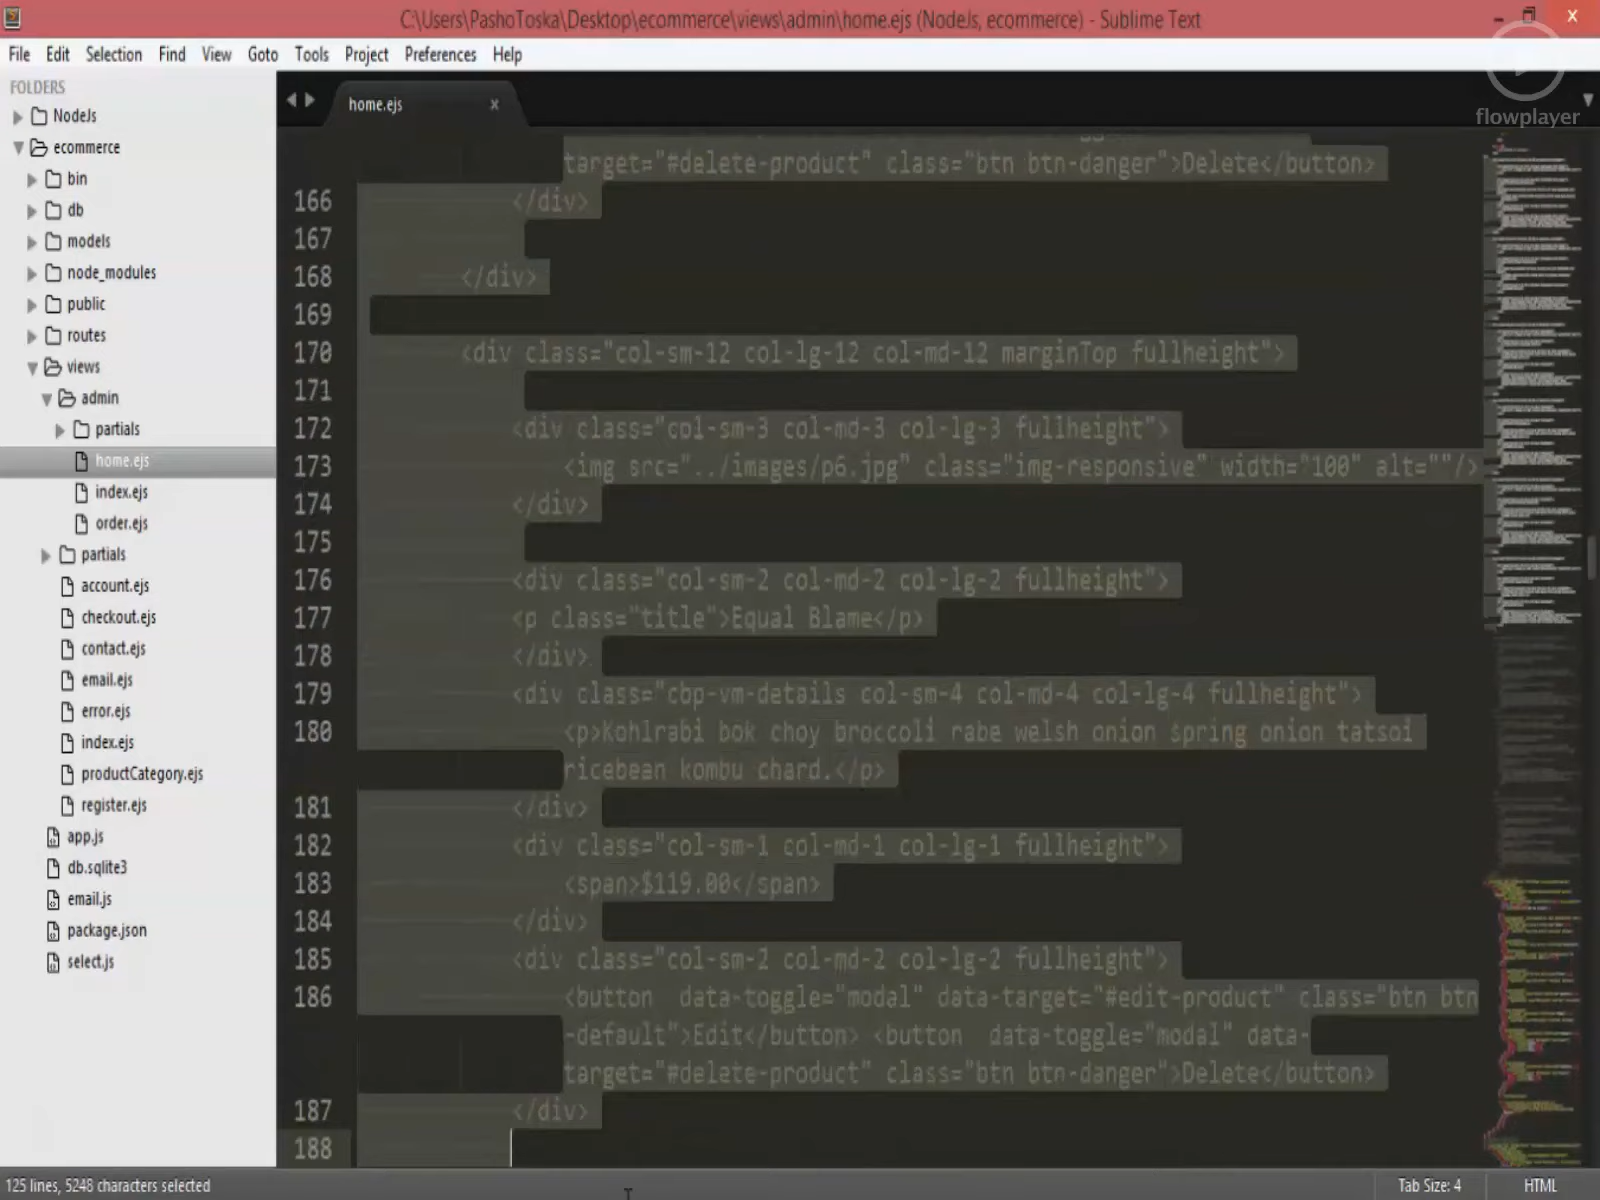 C:\Users\PashoToska\Desktop\ecommerce\views\admin\home.ejs (NodeJs, ecommerce) - Sublime Text
File Edit Selection Find View Goto Tools Project Preferences Help
flowplayer
FOLDERS
NodeJs
ecommerce
bin
db
models
node_modules
public
routes
views
admin
partials
home.ejs
index.ejs
order.ejs
partials
account.ejs
checkout.ejs
contact.ejs
email.ejs
error.ejs
index.ejs
productCategory.ejs
register.ejs
app.js
db.sqlite3
email.js
package.json
select.js
home.ejs x
target="#delete-product" class="btn btn-danger">Delete</button>
166 </div>
167
168 </div>
169
170 <div class="col-sm-12 col-lg-12 col-md-12 marginTop fullheight">
171
172 <div class="col-sm-3 col-md-3 col-lg-3 fullheight">
173 <img src="../images/p6.jpg" class="img-responsive" width="100" alt=""/>
174 </div>
175
176 <div class="col-sm-2 col-md-2 col-lg-2 fullheight">
177 <p class="title">Equal Blame</p>
178 </div>
179 <div class="cbp-vm-details col-sm-4 col-md-4 col-lg-4 fullheight">
180 <p>Kohlrabi bok choy broccoli rabe welsh onion spring onion tatsoi
ricebean kombu chard.</p>
181 </div>
182 <div class="col-sm-1 col-md-1 col-lg-1 fullheight">
183 <span>$119.00</span>
184 </div>
185 <div class="col-sm-2 col-md-2 col-lg-2 fullheight">
186 <button data-toggle="modal" data-target="#edit-product" class="btn btn
-default">Edit</button> <button data-toggle="modal" data-
target="#delete-product" class="btn btn-danger">Delete</button>
187 </div>
188
125 lines, 5248 characters selected
Tab Size: 4
HTML